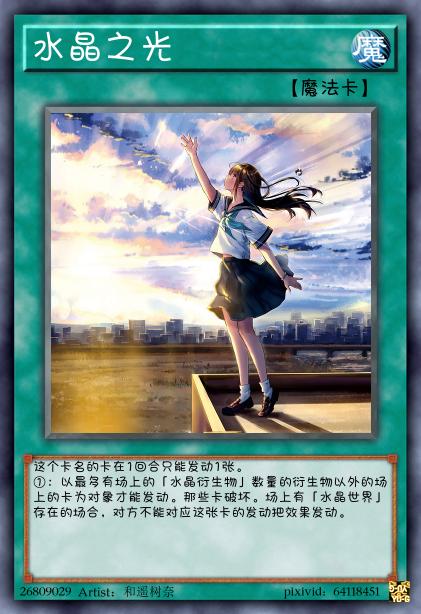 水晶之光
魔
【魔法卡】
这个卡名的卡在1回合只能发动1张。
①：以最多有场上的「水晶衍生物」数量的衍生物以外的场
上的卡为对象才能发动。那些卡破坏。场上有「水晶世界」
存在的场合，对方不能对应这张卡的发动把效果发动。
26809029 Artist：和遥树奈
pixivid：64118451